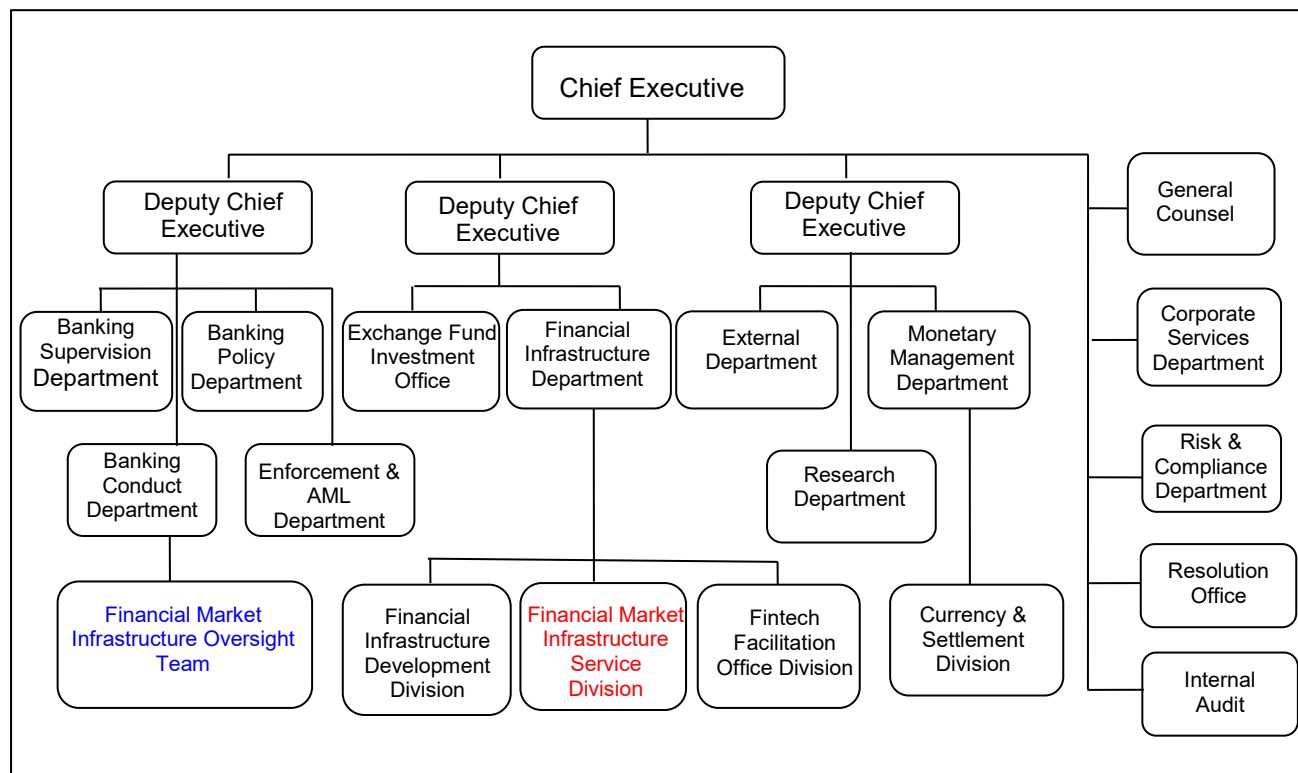 Chief Executive
Deputy Chief
Executive
Deputy Chief
Executive
Deputy Chief
Executive
General
Counsel
Banking
Supervision
Department
Banking
Policy
Department
Exchange Fund
Investment
Office
Financial
Infrastructure
Department
External
Department
Monetary
Management
Department
Corporate
Services
Department
Banking
Conduct
Department
Enforcement &
AML
Department
Research
Department
Risk &
Compliance
Department
Financial Market
Infrastructure Oversight
Team
Financial
Infrastructure
Development
Division
Financial Market
Infrastructure
Service
Division
Fintech
Facilitation
Office Division
Currency &
Settlement
Division
Resolution
Office
Internal
Audit